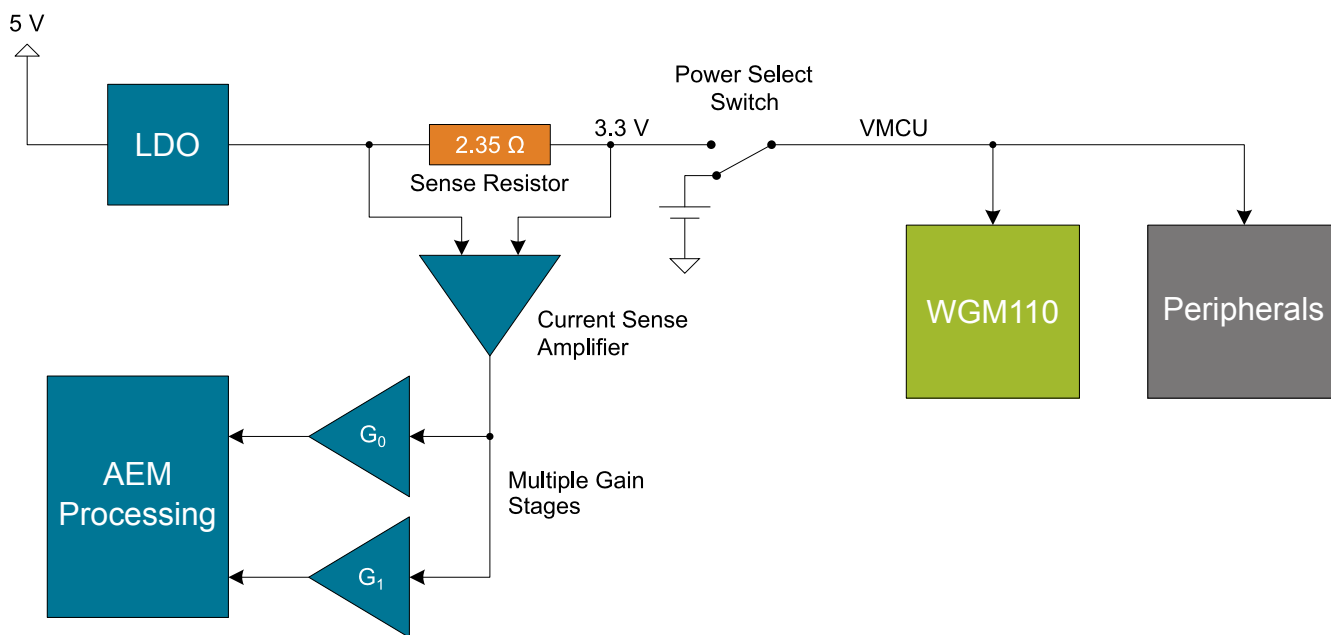 5 V
LDO
2.35 Ω
Sense Resistor
3.3 V
Power Select
Switch
VMCU
WGM110
Peripherals
Current Sense
Amplifier
AEM
Processing
G₀
Multiple Gain
Stages
G₁